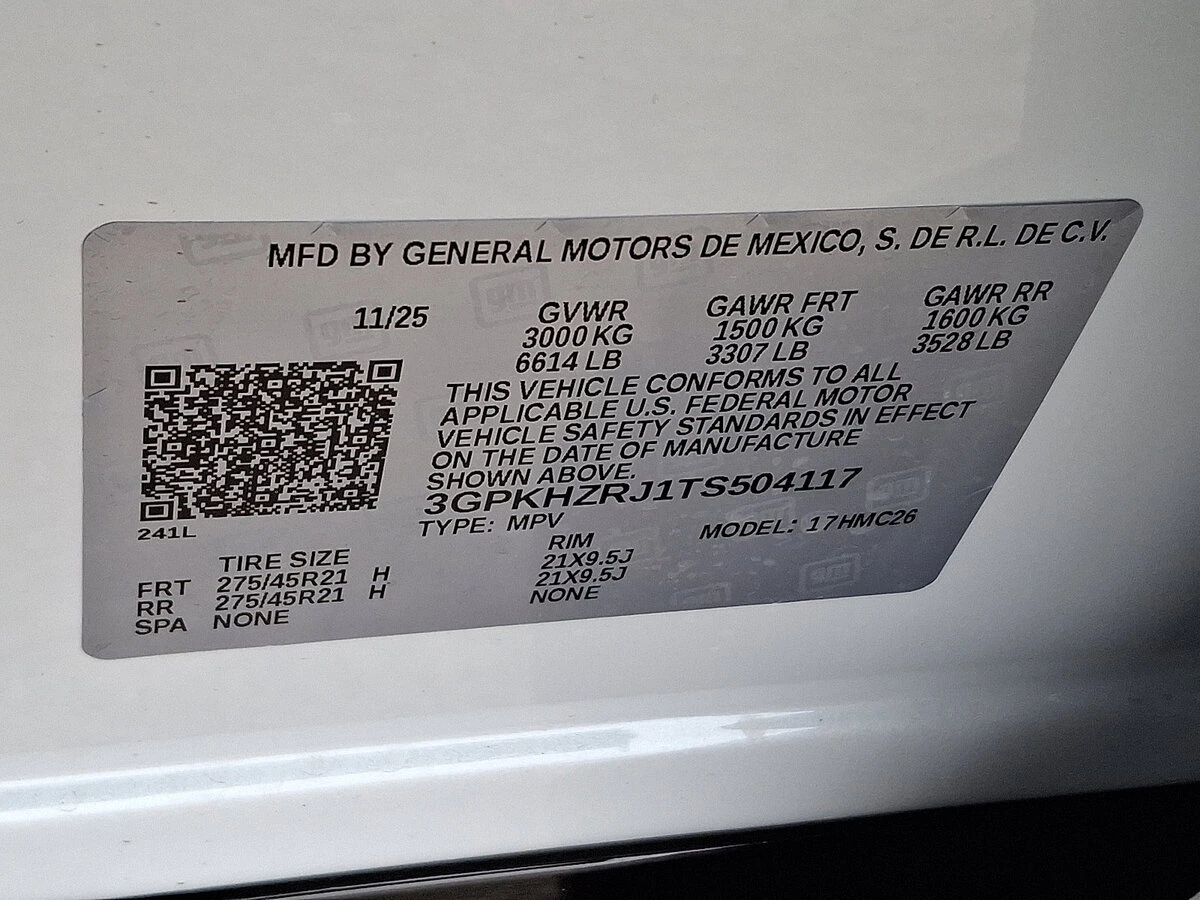 MFD BY GENERAL MOTORS DE MEXICO, S. DE R.L. DE C.V.
11/25 GVWR GAWR FRT GAWR RR
3000 KG 1500 KG 1600 KG
6614 LB 3307 LB 3528 LB
THIS VEHICLE CONFORMS TO ALL
APPLICABLE U.S. FEDERAL MOTOR
VEHICLE SAFETY STANDARDS IN EFFECT
ON THE DATE OF MANUFACTURE
SHOWN ABOVE.
3GPKHZRJ1TS504117
241L TYPE: MPV MODEL: 17HMC26
TIRE SIZE RIM
FRT 275/45R21 H 21X9.5J
RR 275/45R21 H 21X9.5J
SPA NONE NONE